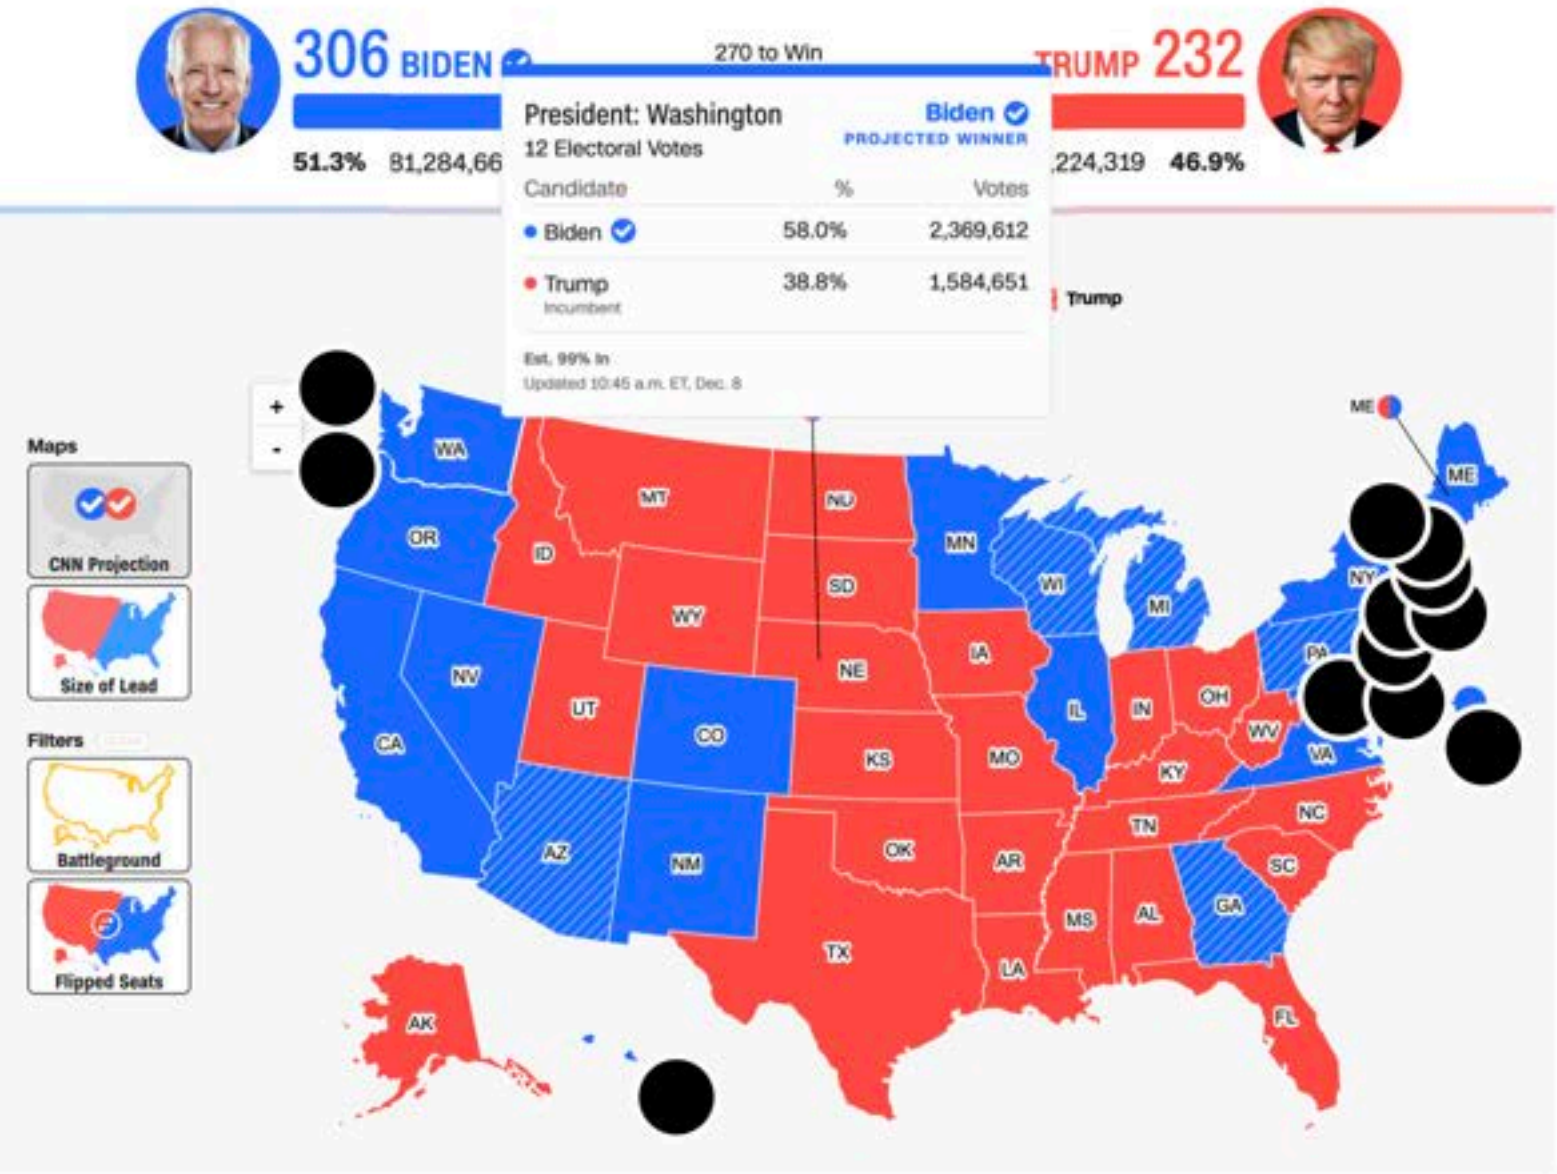 306 BIDEN
270 to Win
TRUMP 232
51.3% 81,284,66
,224,319 46.9%
President: Washington
Biden
12 Electoral Votes
PROJECTED WINNER
Candidate % Votes
Biden 58.0% 2,369,612
Trump 38.8% 1,584,651
Incumbent
Est. 99% In
Updated 10:45 a.m. ET, Dec. 8
Trump
+
-
Maps
CNN Projection
Size of Lead
Filters
Battleground
Flipped Seats
ME
WA
ME
MT
ND
OR
MN
ID
NY
WI
SD
MI
WY
PA
IA
NE
NV
UT
OH
IL
IN
CO
WV
CA
VA
KS
MO
KY
NC
TN
AZ
OK
NM
AR
SC
GA
MS
AL
TX
LA
AK
FL